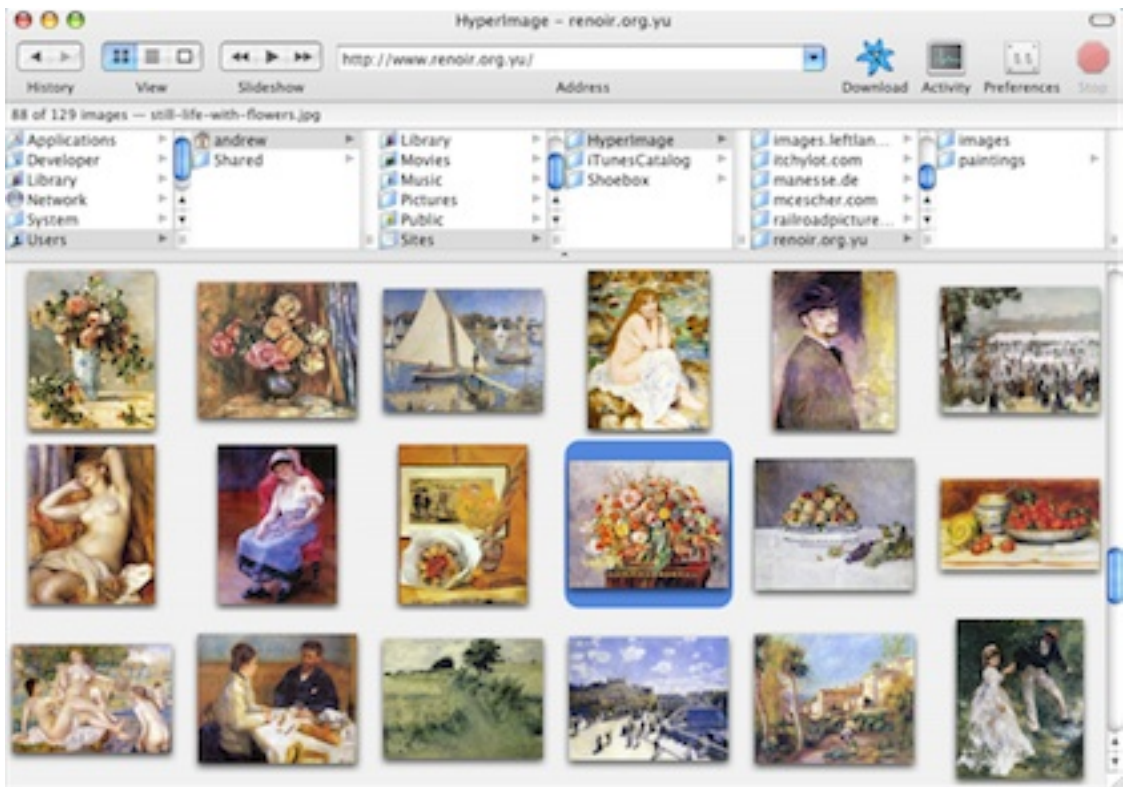 HyperImage – renoir.org.yu
http://www.renoir.org.yu/
History View Slideshow Address Download Activity Preferences Stop
88 of 129 images — still-life-with-flowers.jpg
Applications andrew Library HyperImage images.leftlan... images
Developer Shared Movies iTunesCatalog itchylot.com paintings
Library Music Shoebox manesse.de
Network Pictures mcescher.com
System Public railroadpicture...
Users Sites renoir.org.yu